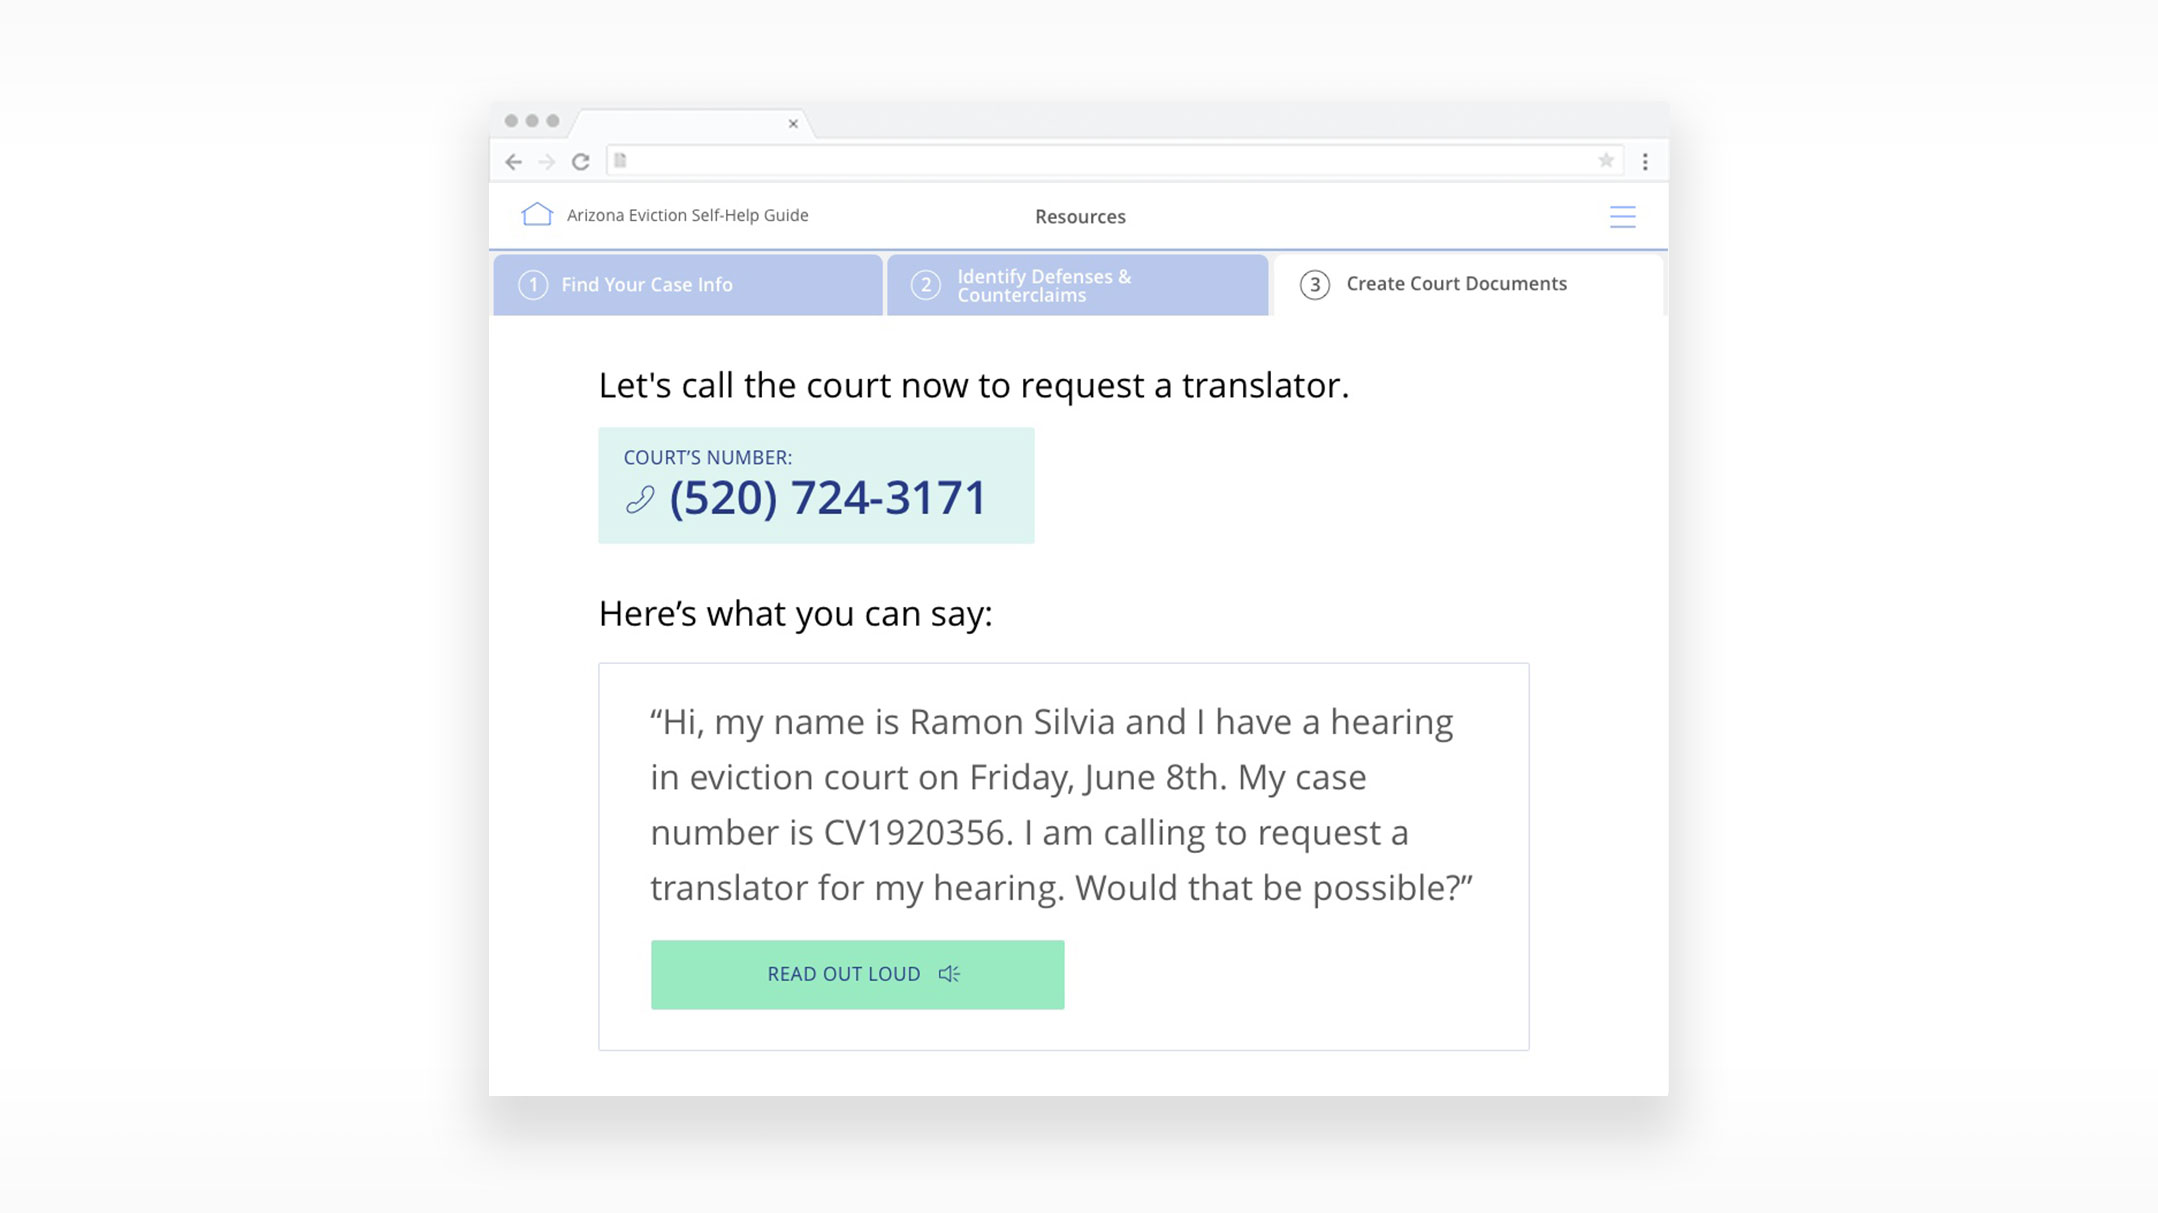 Arizona Eviction Self-Help Guide
Resources
1 Find Your Case Info
2 Identify Defenses &
Counterclaims
3 Create Court Documents
Let's call the court now to request a translator.
COURT’S NUMBER:
(520) 724-3171
Here’s what you can say:
“Hi, my name is Ramon Silvia and I have a hearing
in eviction court on Friday, June 8th. My case
number is CV1920356. I am calling to request a
translator for my hearing. Would that be possible?”
READ OUT LOUD